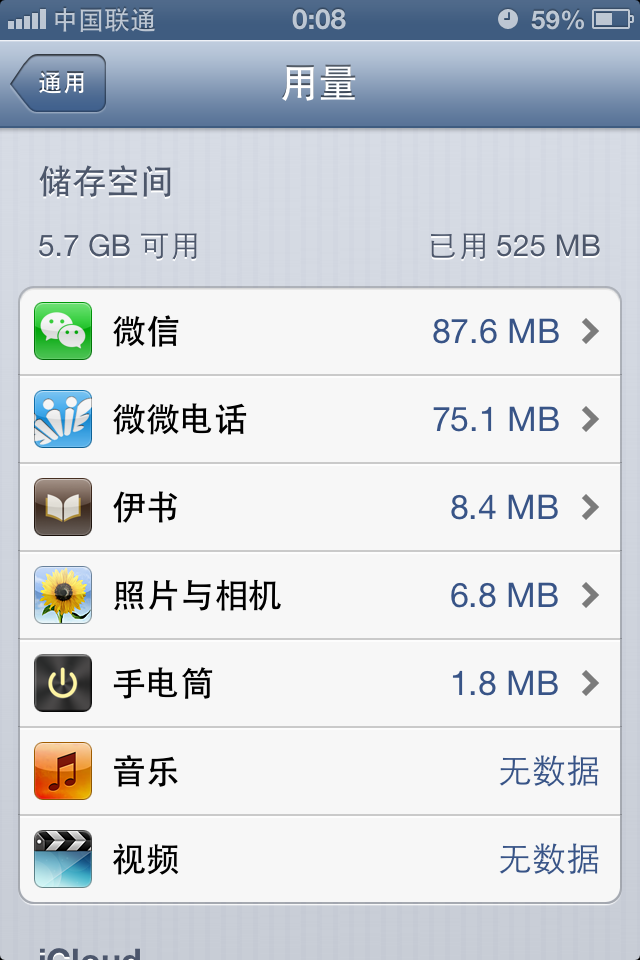 中国联通 0:08 59%
通用 用量
储存空间
5.7 GB 可用 已用 525 MB
微信 87.6 MB
微微电话 75.1 MB
伊书 8.4 MB
照片与相机 6.8 MB
手电筒 1.8 MB
音乐 无数据
视频 无数据
iCloud